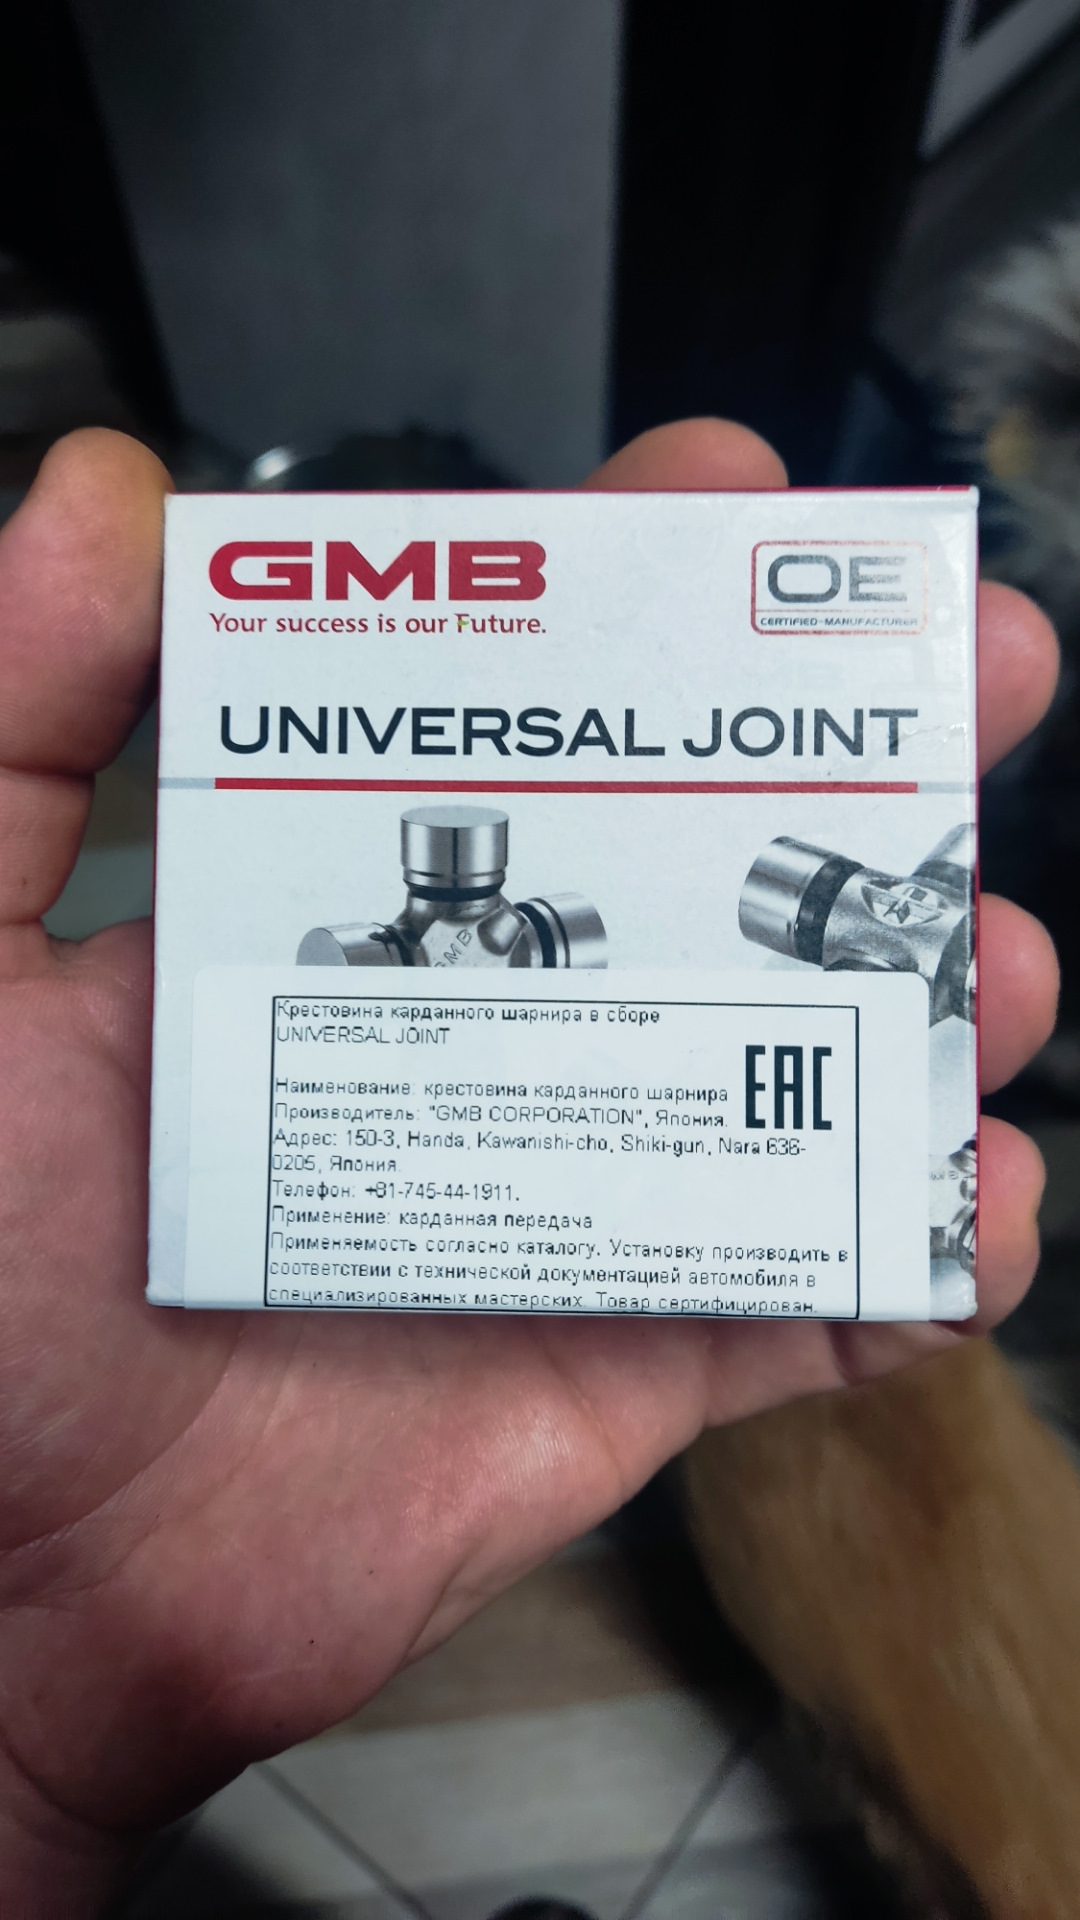 GMB
Your success is our Future.
OE
CERTIFIED-MANUFACTURER
UNIVERSAL JOINT
GMB
Крестовина карданного шарнира в сборе
UNIVERSAL JOINT
EAC
Наименование: крестовина карданного шарнира
Производитель: "GMB CORPORATION", Япония.
Адрес: 150-3, Handa, Kawanishi-cho, Shiki-gun, Nara 636-
0205, Япония.
Телефон: +81-745-44-1911.
Применение: карданная передача
Применяемость согласно каталогу. Установку производить в
соответствии с технической документацией автомобиля в
специализированных мастерских. Товар сертифицирован.